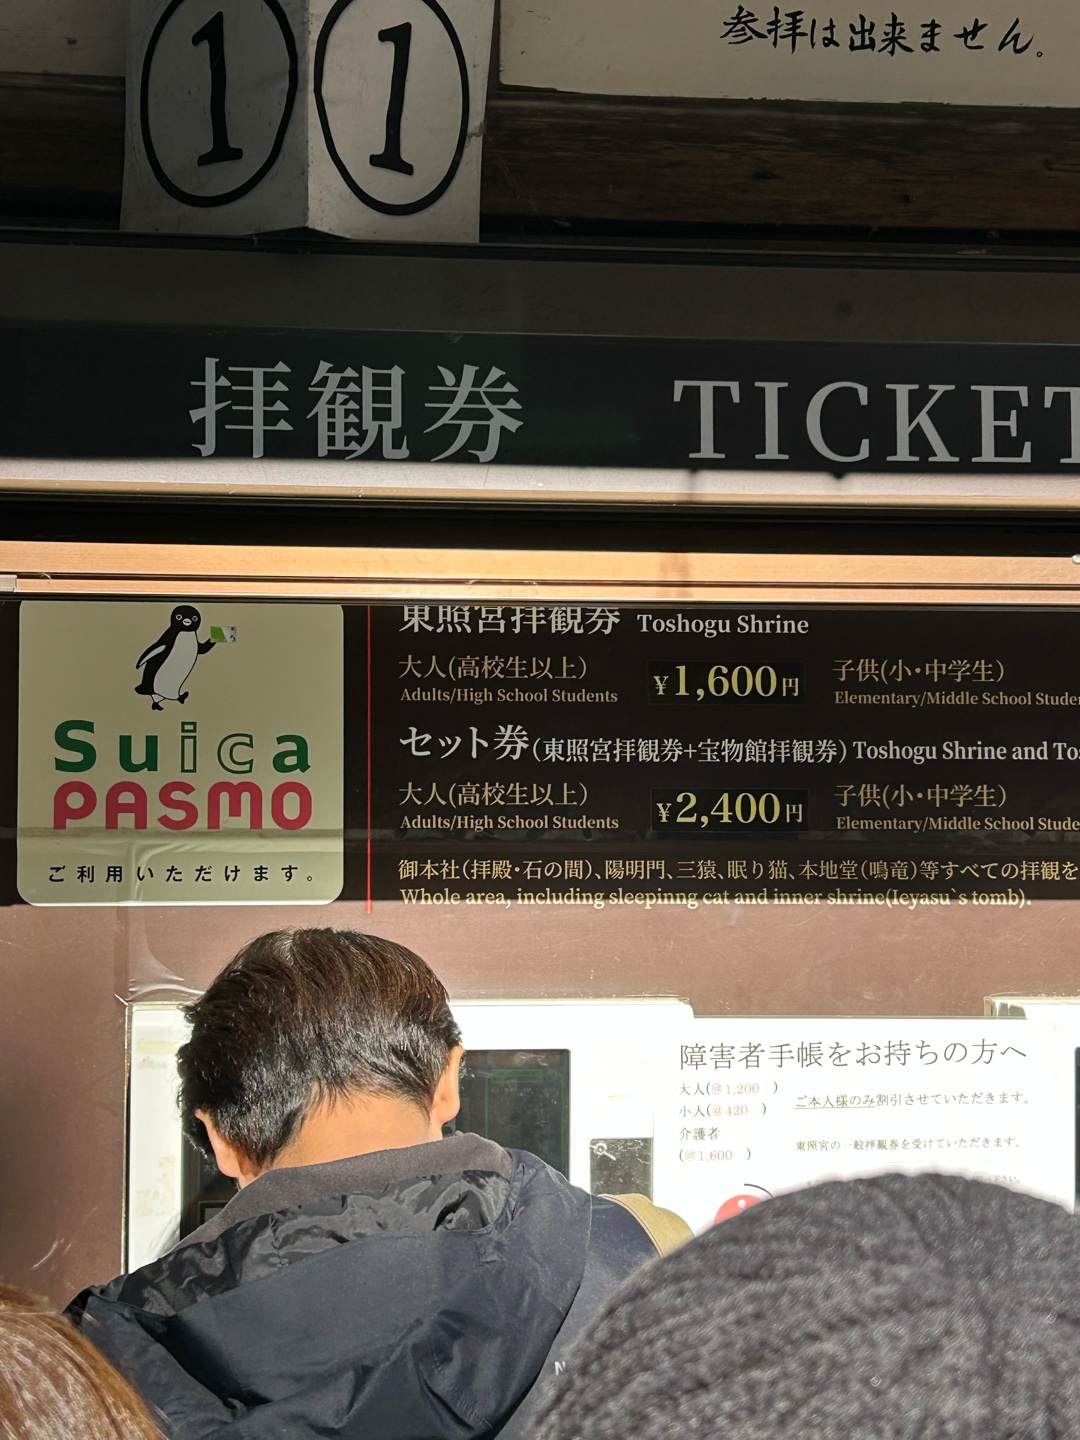 参拝は出来ません。
1 1
拝観券 TICKET
東照宮拝観券 Toshogu Shrine
大人(高校生以上) ¥1,600円 子供(小・中学生)
Adults/High School Students Elementary/Middle School
セット券(東照宮拝観券+宝物館拝観券) Toshogu Shrine and
大人(高校生以上) ¥2,400円 子供(小・中学生)
Adults/High School Students Elementary/Middle School
御本社(拝殿・石の間)、陽明門、三猿、眠り猫、本地堂(鳴竜)等すべての拝観を
Whole area, including sleepinng cat and inner shrine(Ieyasu`s tomb).
Suica
PASMO
ご利用いただけます。
障害者手帳をお持ちの方へ
大人(@1,200 )
小人(@420 )
ご本人様のみ割引させていただきます。
介護者
(@1,600 )
東照宮の一般拝観券を受けていただきます。